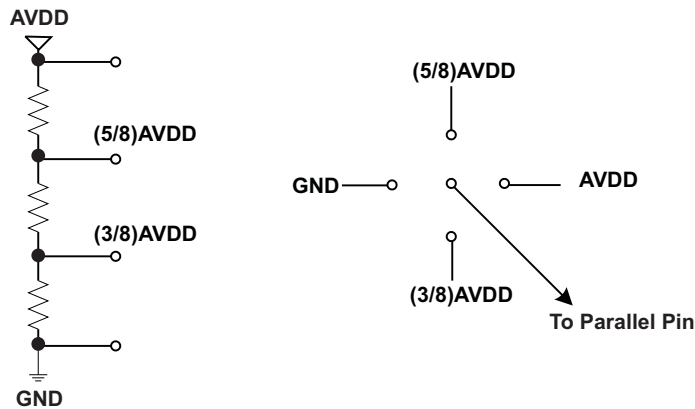 AVDD
(5/8)AVDD
(3/8)AVDD
GND
(5/8)AVDD
GND
AVDD
(3/8)AVDD
To Parallel Pin